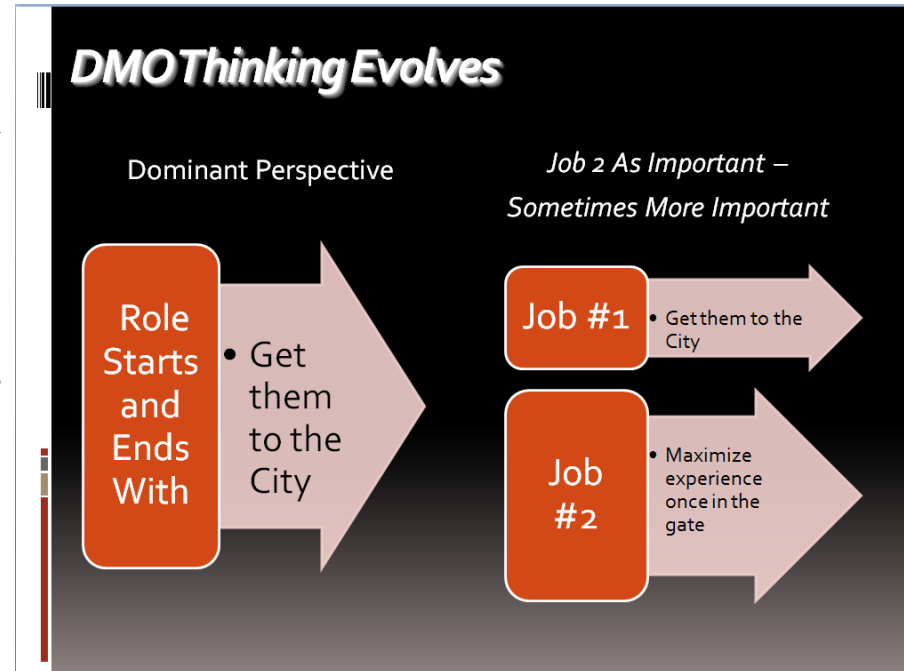 DMO Thinking Evolves
Dominant Perspective
Role
Starts
and
Ends
With
• Get
them
to the
City
Job 2 As Important –
Sometimes More Important
Job #1
• Get them to the
City
Job
#2
• Maximize
experience
once in the
gate